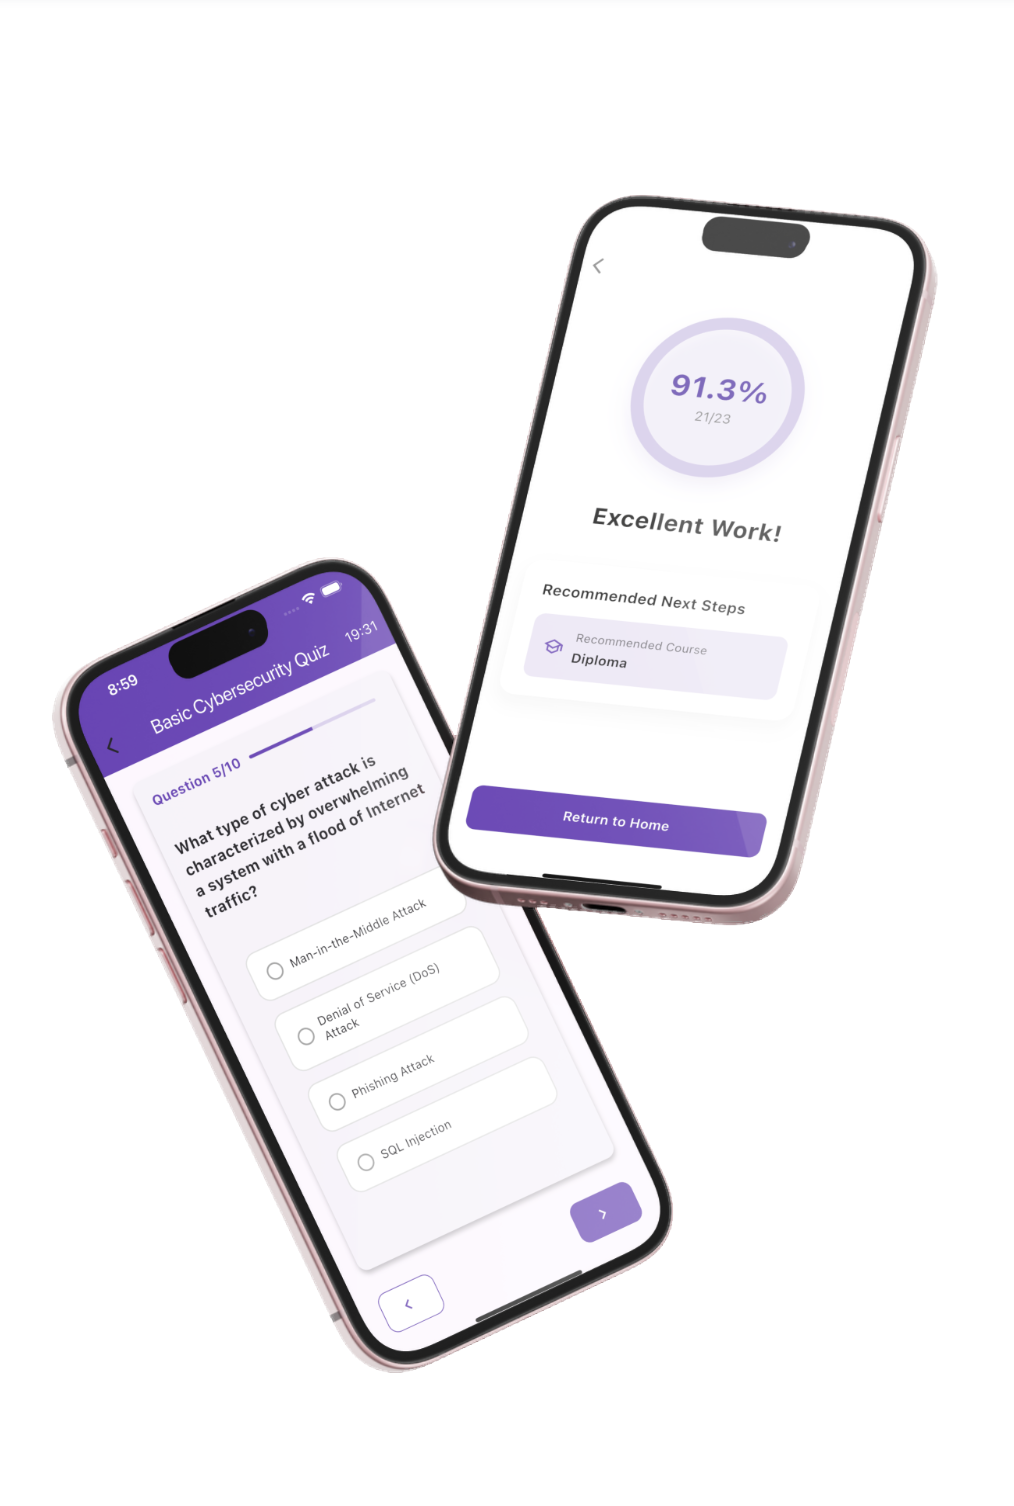 91.3%
21/23
Excellent Work!
Recommended Next Steps
Recommended Course
Diploma
Return to Home
8:59
Basic Cybersecurity Quiz
19:31
Question 5/10
What type of cyber attack is
characterized by overwhelming
a system with a flood of Internet
traffic?
Man-in-the-Middle Attack
Denial of Service (DoS)
Attack
Phishing Attack
SQL Injection